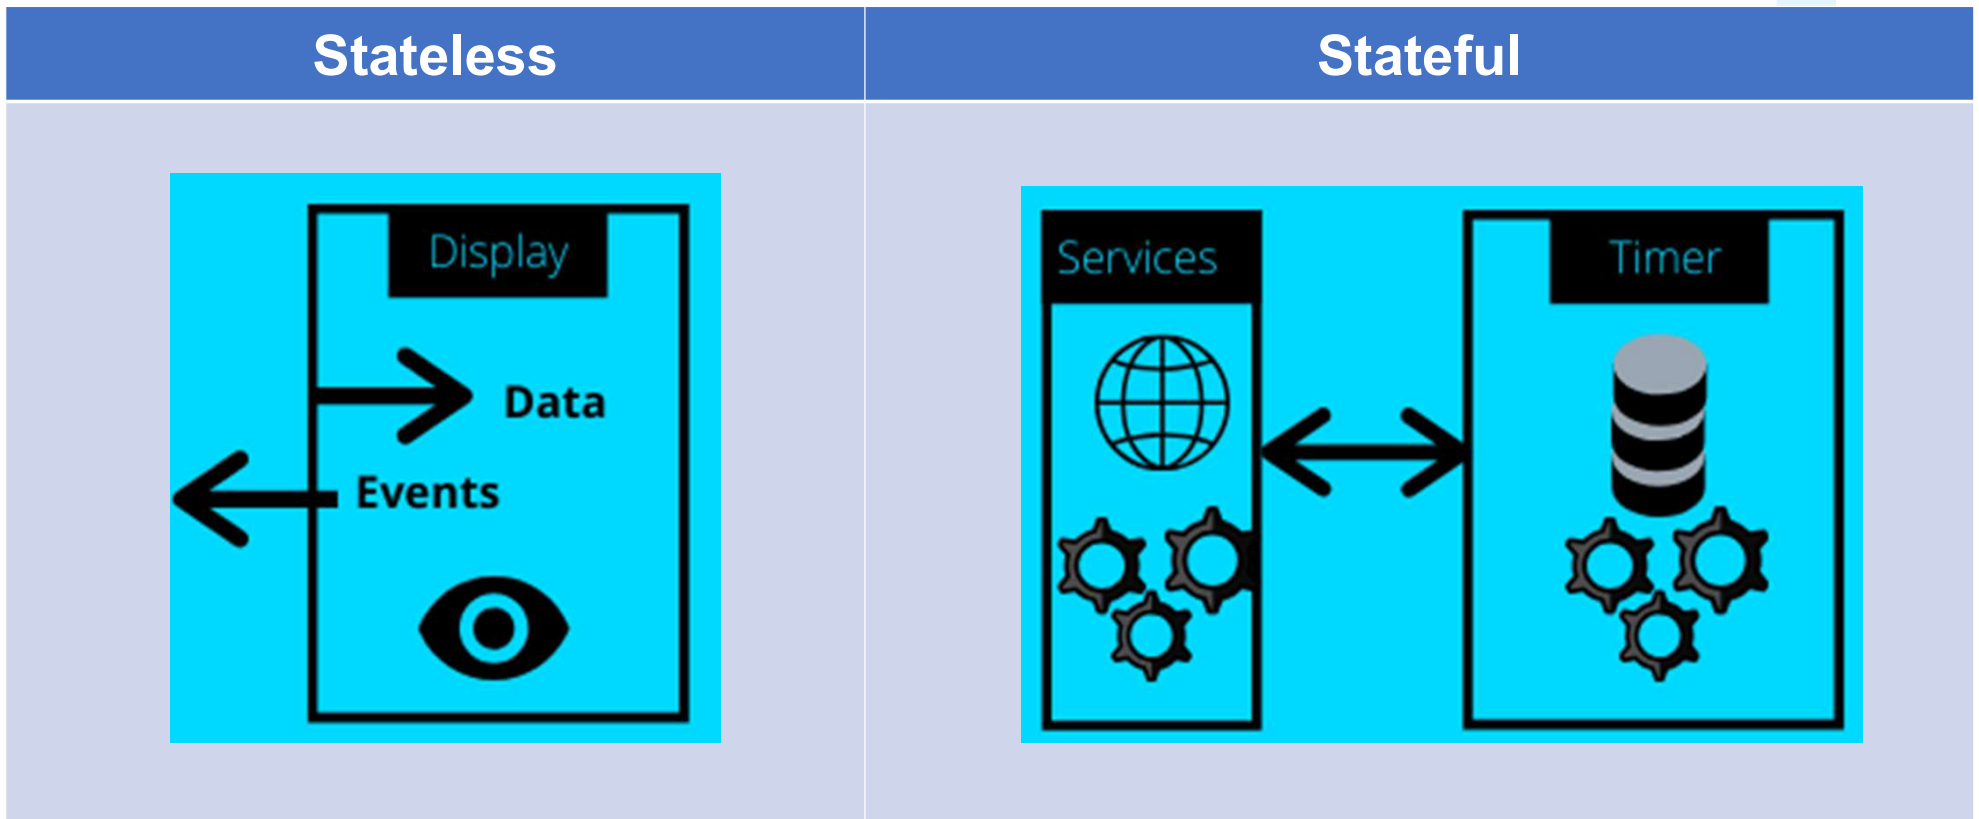 Stateless
Stateful
Display
Data
Events
Services
Timer